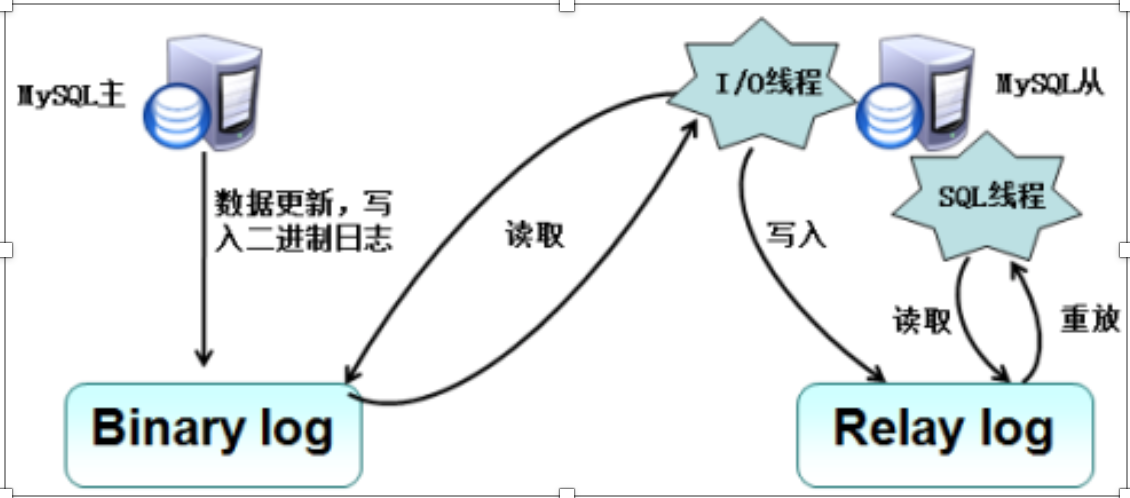 MySQL主
I/O线程
MySQL从
数据更新，写
入二进制日志
读取
写入
SQL线程
读取
重放
Binary log
Relay log